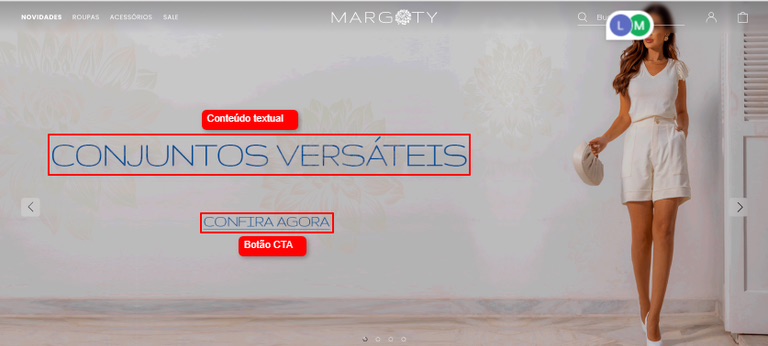 NOVIDADES ROUPAS ACESSÓRIOS SALE
MARGOTY
Bu
L M
Conteúdo textual
CONJUNTOS VERSÁTEIS
CONFIRA AGORA
Botão CTA